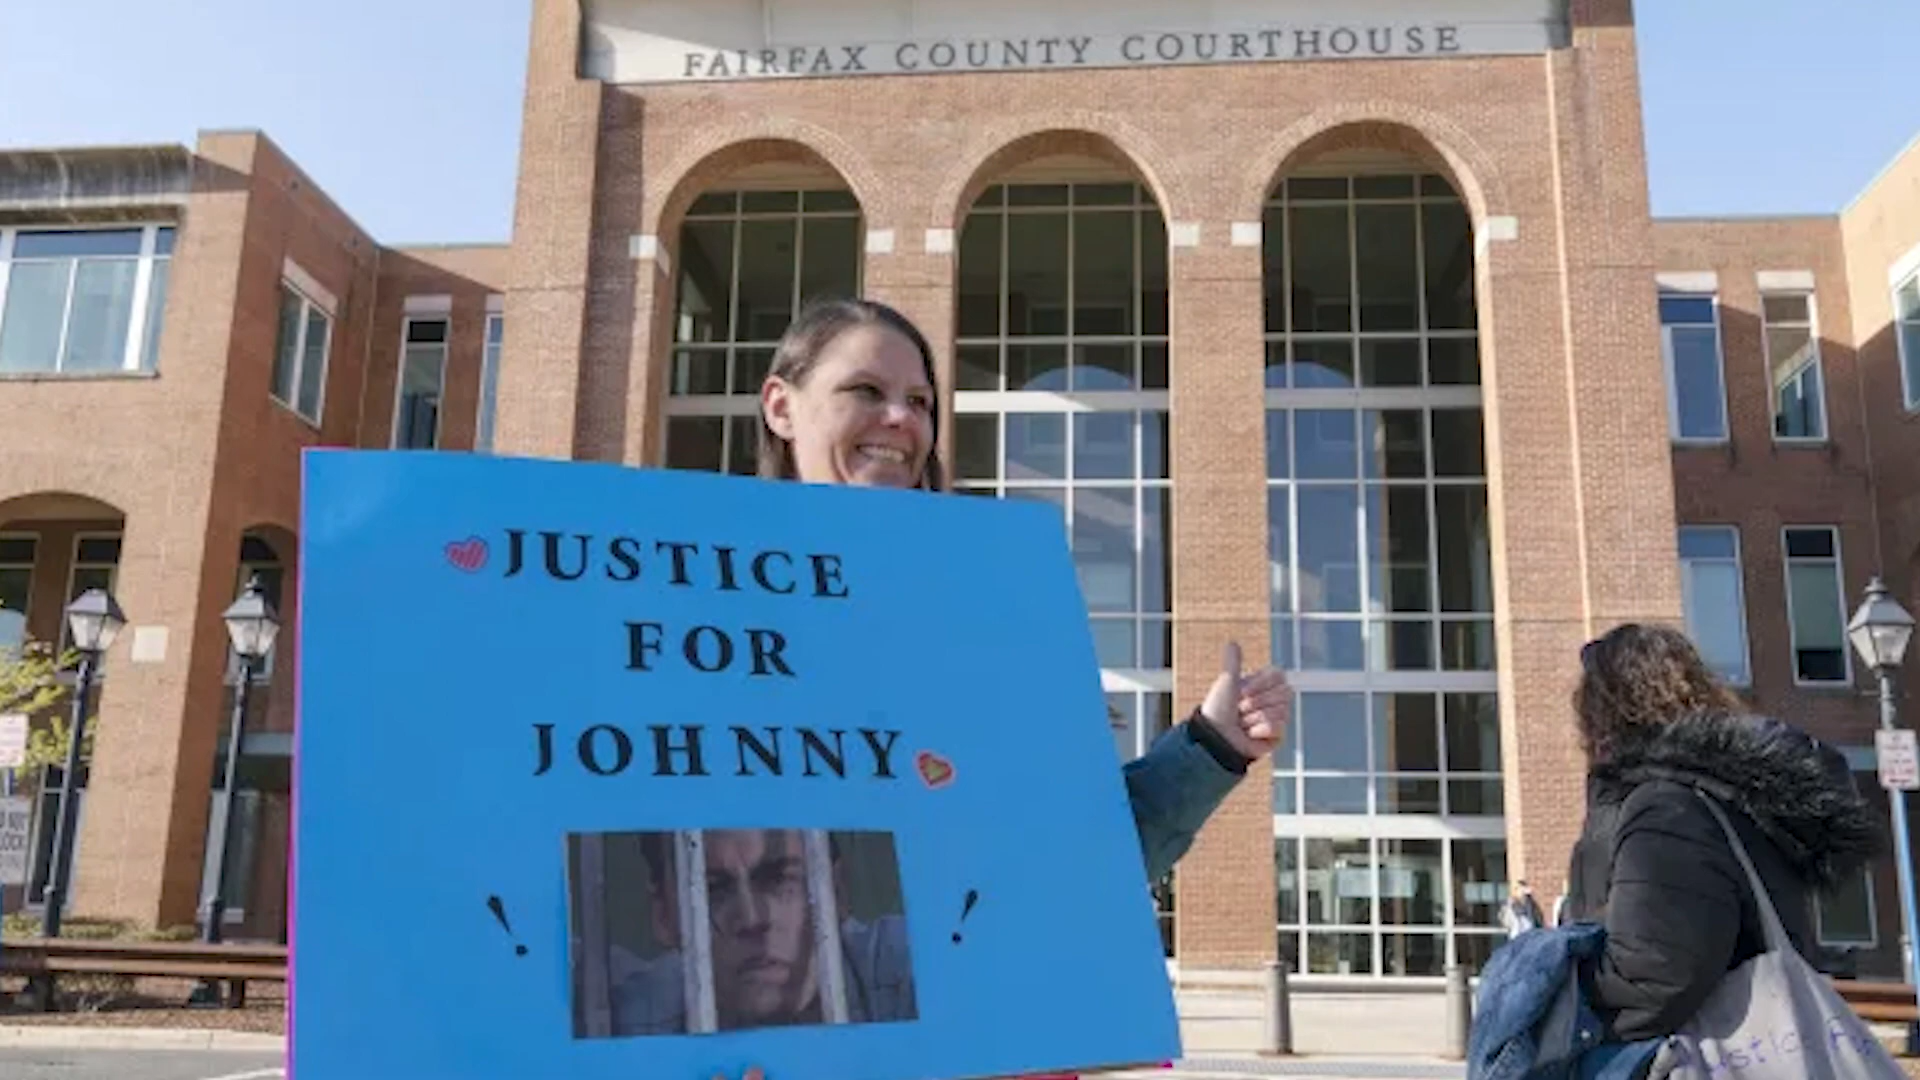 FAIRFAX COUNTY COURTHOUSE
JUSTICE
FOR
JOHNNY
! !